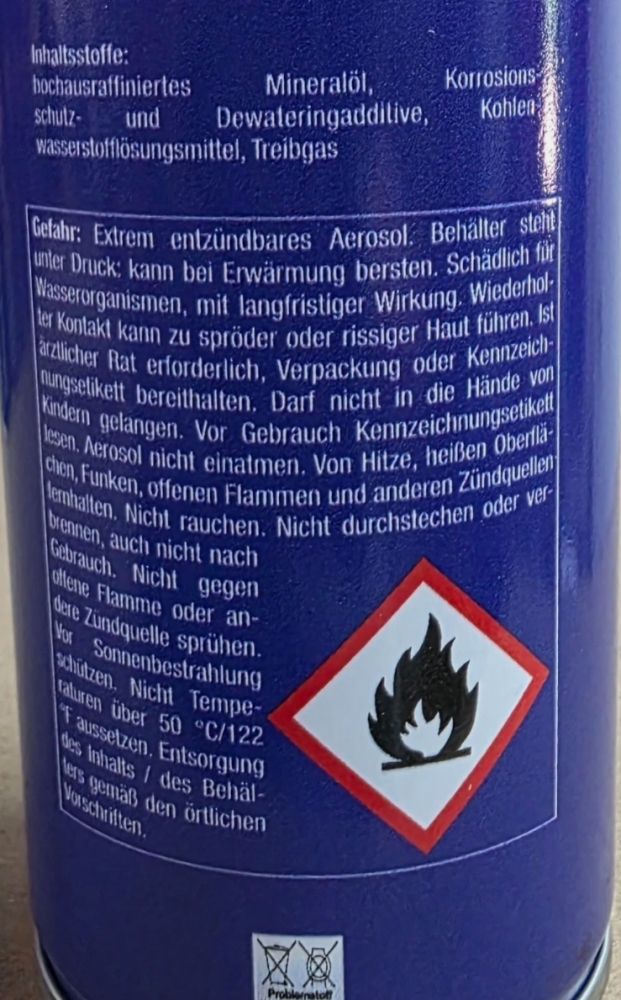 Inhaltsstoffe:
hochausraffiniertes Mineralöl, Korrosions-
schutz- und Dewateringadditive, Kohlen-
wasserstofflösungsmittel, Treibgas
Gefahr: Extrem entzündbares Aerosol. Behälter steht
unter Druck: kann bei Erwärmung bersten. Schädlich für
Wasserorganismen, mit langfristiger Wirkung. Wiederhol-
ter Kontakt kann zu spröder oder rissiger Haut führen. Ist
ärztlicher Rat erforderlich, Verpackung oder Kennzeich-
nungsetikett bereithalten. Darf nicht in die Hände von
Kindern gelangen. Vor Gebrauch Kennzeichnungsetikett
lesen. Aerosol nicht einatmen. Von Hitze, heißen Oberflä-
chen, Funken, offenen Flammen und anderen Zündquellen
fernhalten. Nicht rauchen. Nicht durchstechen oder ver-
brennen, auch nicht nach
Gebrauch. Nicht gegen
offene Flamme oder an-
dere Zündquelle sprühen.
Vor Sonnenbestrahlung
schützen. Nicht Tempe-
raturen über 50 °C/122
°F aussetzen. Entsorgung
des Inhalts / des Behäl-
ters gemäß den örtlichen
Vorschriften.
Problemstoff